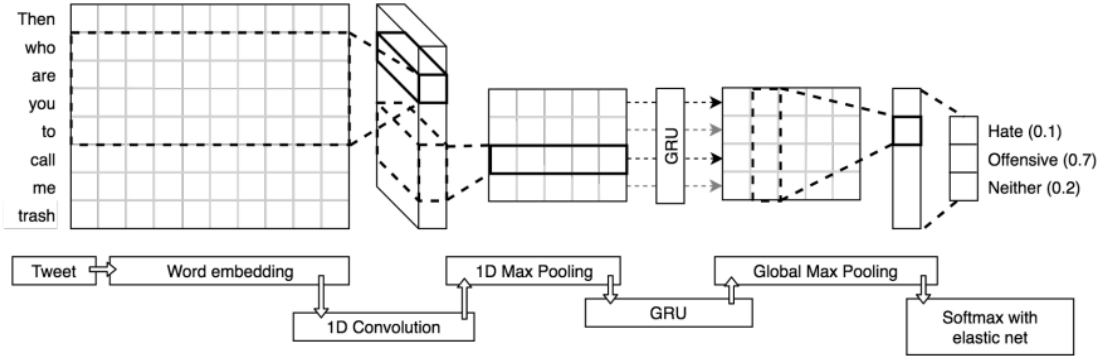 Then
who
are
you
to
call
me
trash
GRU
Hate (0.1)
Offensive (0.7)
Neither (0.2)
Tweet
Word embedding
1D Convolution
1D Max Pooling
GRU
Global Max Pooling
Softmax with
elastic net